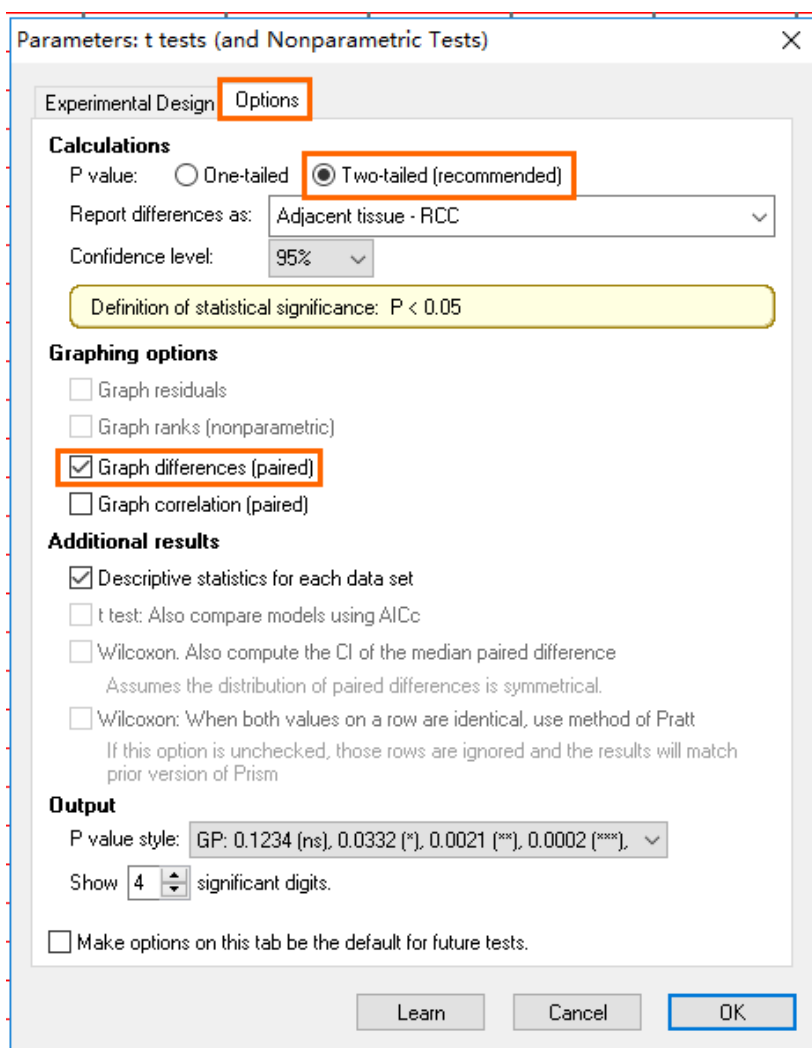 Parameters: t tests (and Nonparametric Tests)
Experimental Design Options
Calculations
P value: One-tailed Two-tailed (recommended)
Report differences as: Adjacent tissue - RCC
Confidence level: 95%
Definition of statistical significance: P < 0.05
Graphing options
Graph residuals
Graph ranks (nonparametric)
Graph differences (paired)
Graph correlation (paired)
Additional results
Descriptive statistics for each data set
t test: Also compare models using AICc
Wilcoxon. Also compute the CI of the median paired difference
Assumes the distribution of paired differences is symmetrical.
Wilcoxon: When both values on a row are identical, use method of Pratt
If this option is unchecked, those rows are ignored and the results will match
prior version of Prism
Output
P value style: GP: 0.1234 (ns), 0.0332 (*), 0.0021 (**), 0.0002 (***),
Show 4 significant digits.
Make options on this tab be the default for future tests.
Learn Cancel OK